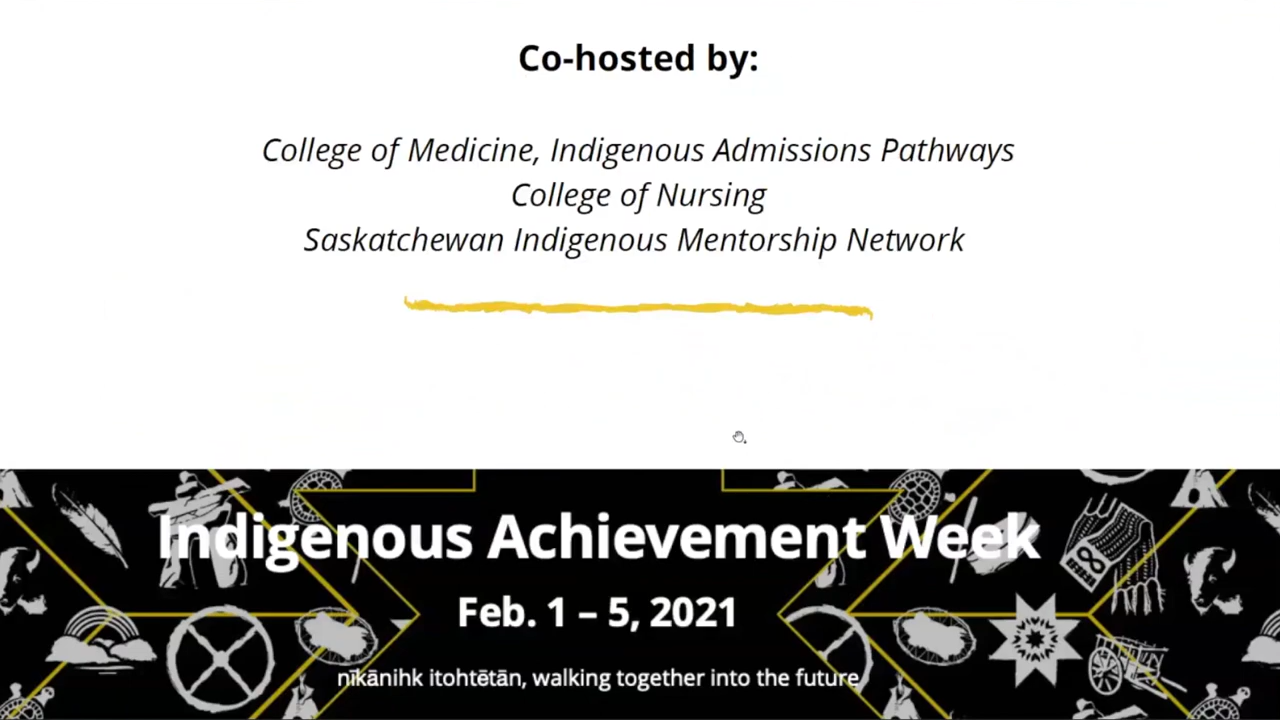 Co-hosted by:
College of Medicine, Indigenous Admissions Pathways
College of Nursing
Saskatchewan Indigenous Mentorship Network
Indigenous Achievement Week
Feb. 1 – 5, 2021
nīkānihk itohtētān, walking together into the future